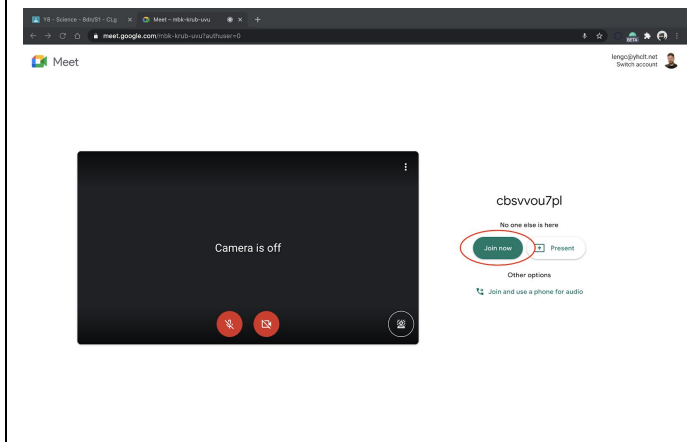 Y8 - Science - 8dn/S1 - CLg
Meet – mbk-krub-uvu
meet.google.com/mbk-krub-uvu?authuser=0
BETA
Meet
lengc@yhclt.net
Switch account
Camera is off
cbsvvou7pl
No one else is here
Join now
Present
Other options
Join and use a phone for audio